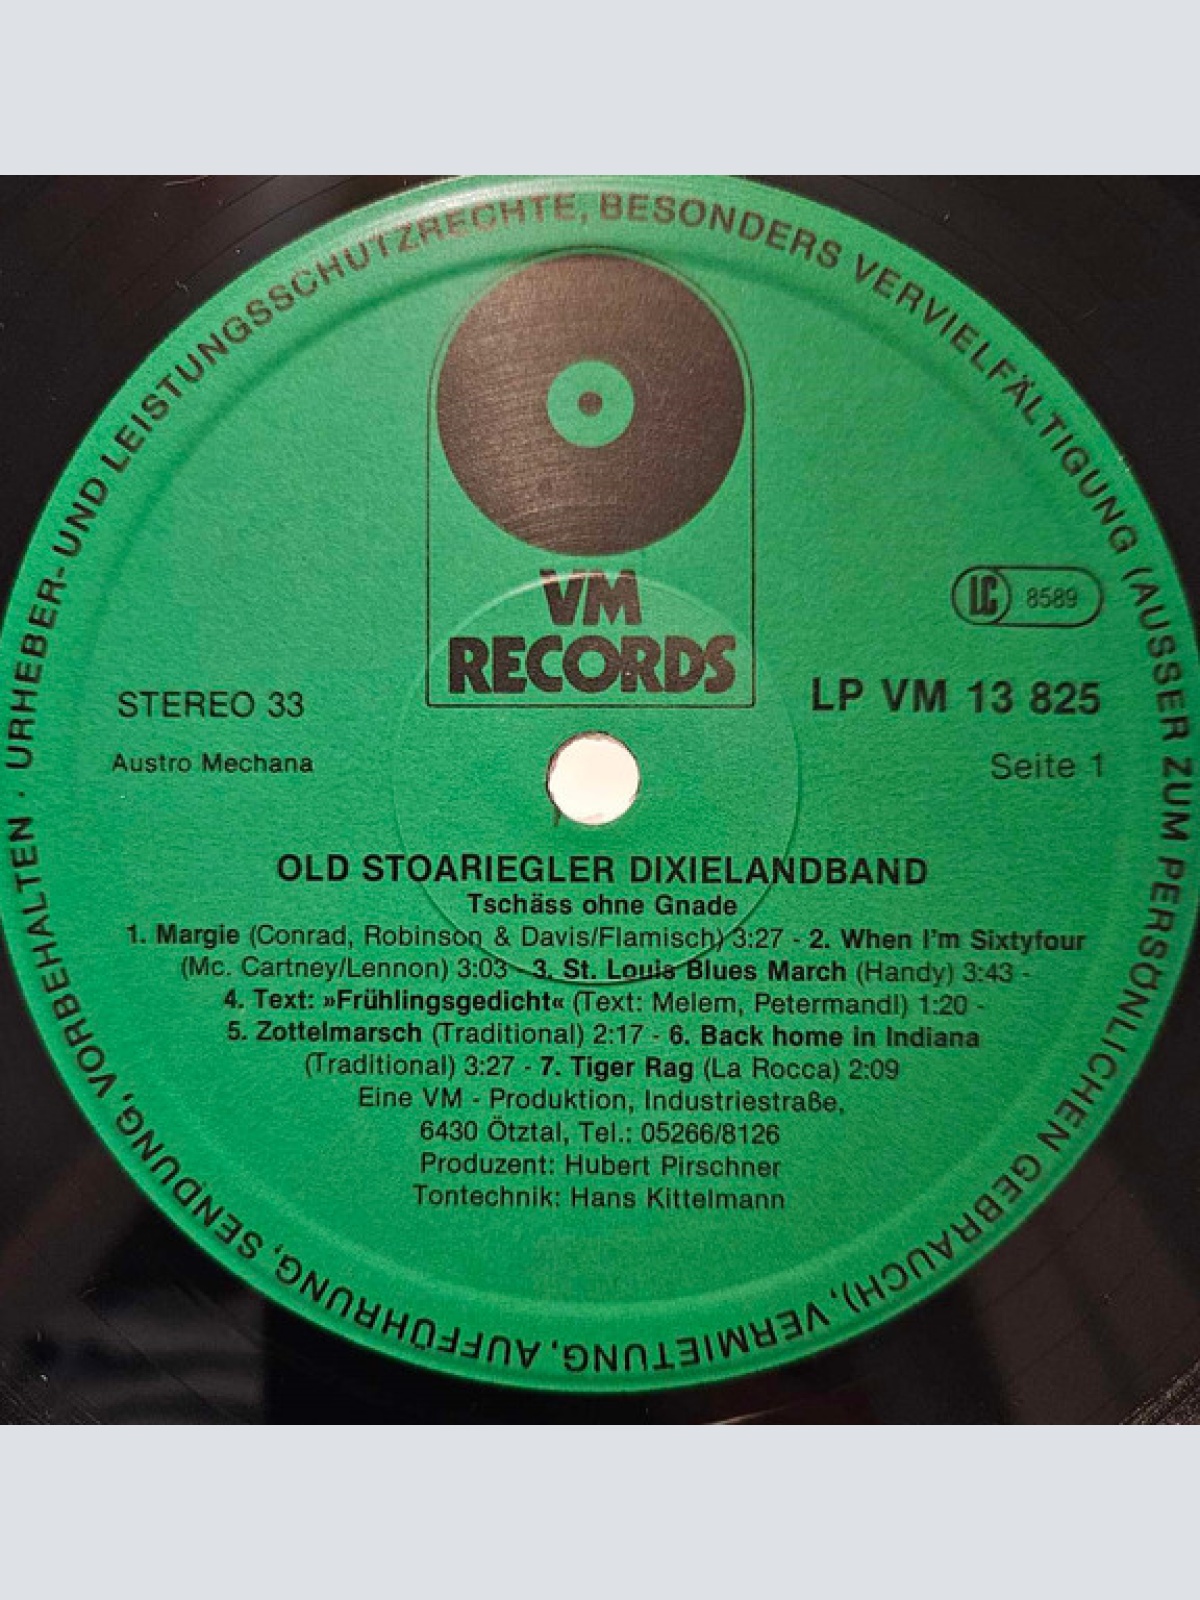 URHEBER- UND LEISTUNGSSCHUTZRECHTE, BESONDERS VERVIELFÄLTIGUNG (AUSSER ZUM PERSÖNLICHEN GEBRAUCH), VERMIETUNG, AUFFÜHRUNG, SENDUNG, VORBEHALTEN ·
VM
RECORDS
LC 8589
STEREO 33
LP VM 13 825
Austro Mechana
Seite 1
OLD STOARIEGLER DIXIELANDBAND
Tschäss ohne Gnade
1. Margie (Conrad, Robinson & Davis/Flamisch) 3:27 - 2. When I'm Sixtyfour
(Mc. Cartney/Lennon) 3:03 - 3. St. Louis Blues March (Handy) 3:43 -
4. Text: »Frühlingsgedicht« (Text: Melem, Petermandl) 1:20 -
5. Zottelmarsch (Traditional) 2:17 - 6. Back home in Indiana
(Traditional) 3:27 - 7. Tiger Rag (La Rocca) 2:09
Eine VM - Produktion, Industriestraße,
6430 Ötztal, Tel.: 05266/8126
Produzent: Hubert Pirschner
Tontechnik: Hans Kittelmann